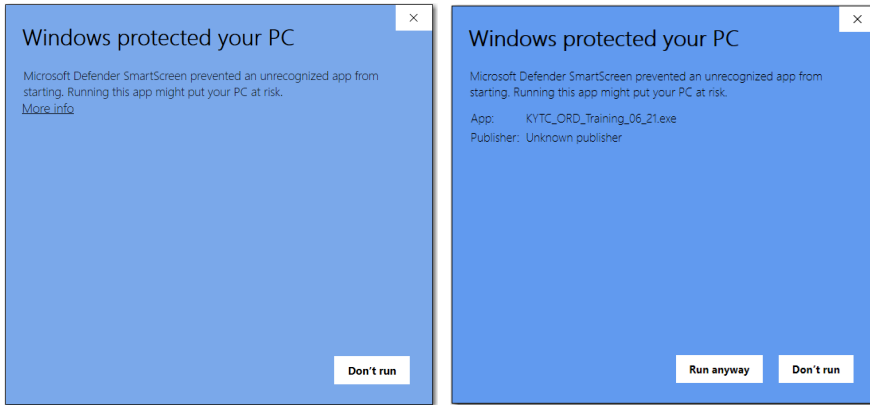 Windows protected your PC
Microsoft Defender SmartScreen prevented an unrecognized app from
starting. Running this app might put your PC at risk.
More info
Don't run
Windows protected your PC
Microsoft Defender SmartScreen prevented an unrecognized app from
starting. Running this app might put your PC at risk.
App: KYTC_ORD_Training_06_21.exe
Publisher: Unknown publisher
Run anyway Don't run